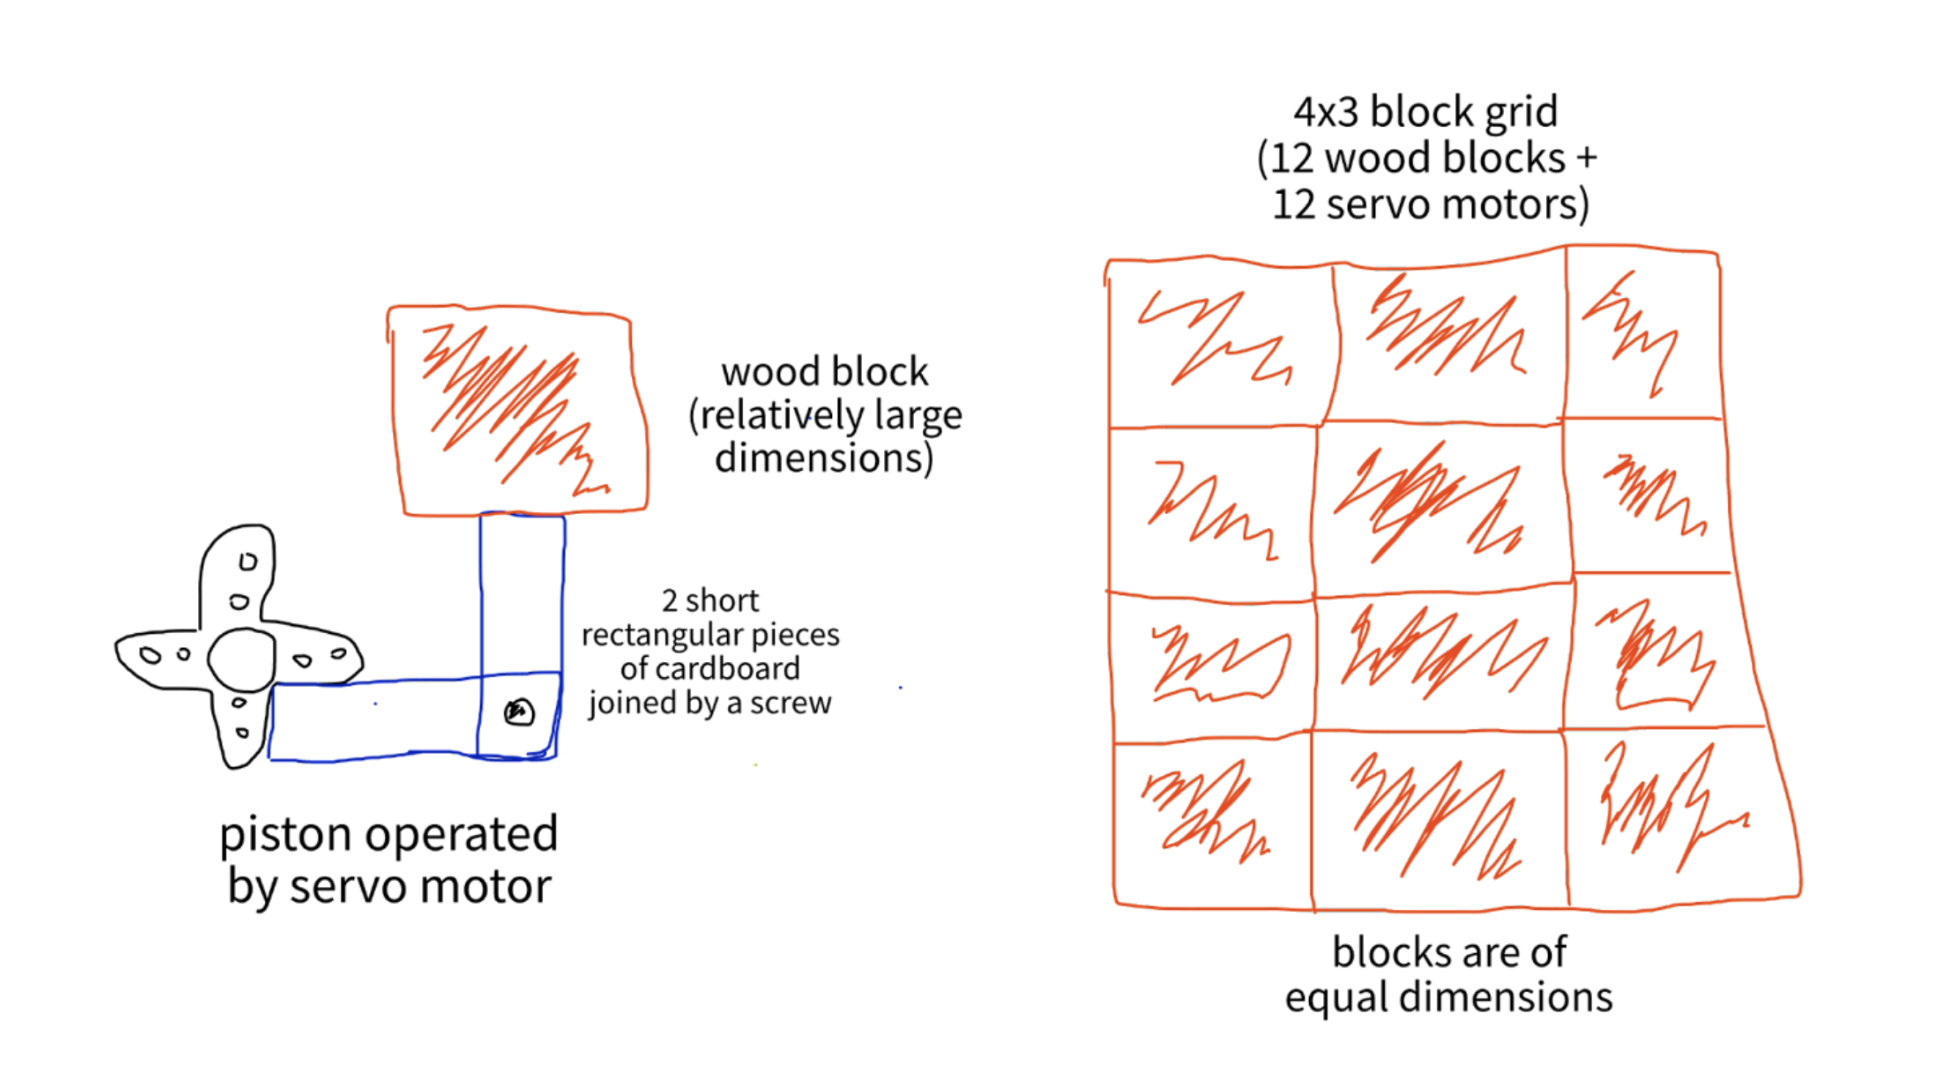 4x3 block grid
(12 wood blocks +
12 servo motors)
wood block
(relatively large
dimensions)
2 short
rectangular pieces
of cardboard
joined by a screw
piston operated
by servo motor
blocks are of
equal dimensions